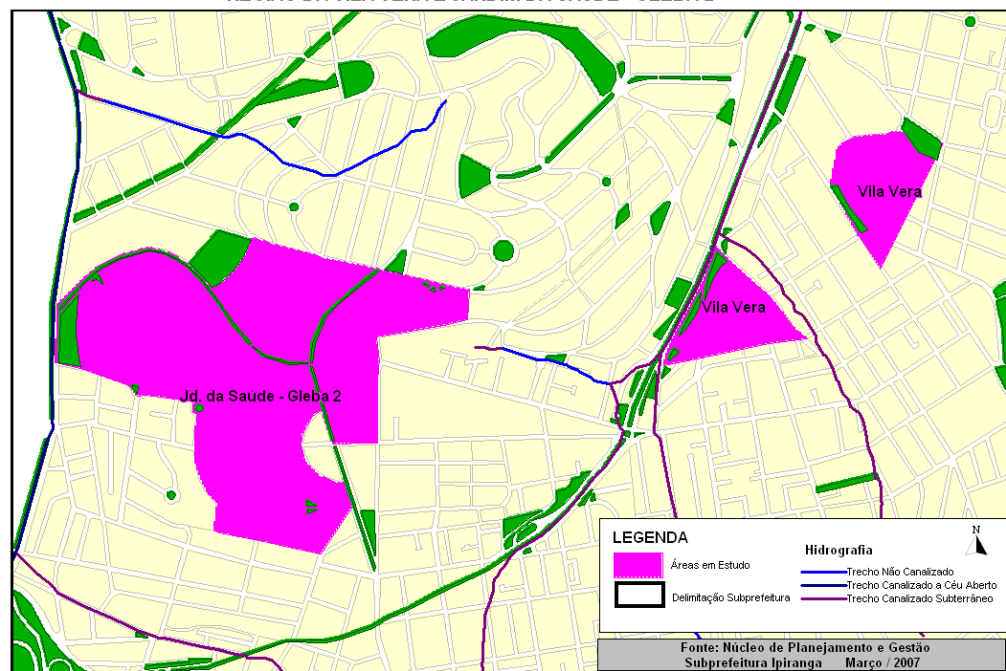 Vila Vera
Vila Vera
Jd. da Saúde - Gleba 2
LEGENDA
Áreas em Estudo
Delimitação Subprefeitura
Hidrografia
Trecho Não Canalizado
Trecho Canalizado a Céu Aberto
Trecho Canalizado Subterrâneo
N
Fonte: Núcleo de Planejamento e Gestão
Subprefeitura Ipiranga Março / 2007